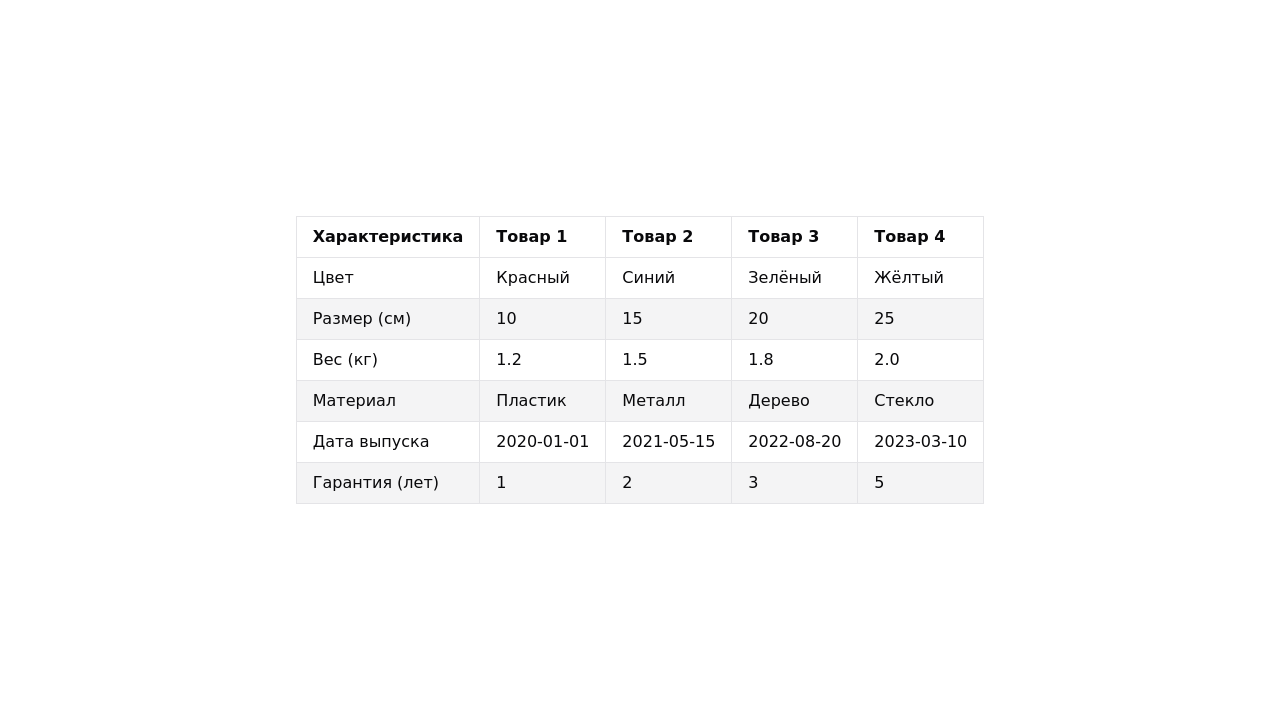 Характеристика Товар 1 Товар 2 Товар 3 Товар 4
Цвет Красный Синий Зелёный Жёлтый
Размер (см) 10 15 20 25
Вес (кг) 1.2 1.5 1.8 2.0
Материал Пластик Металл Дерево Стекло
Дата выпуска 2020-01-01 2021-05-15 2022-08-20 2023-03-10
Гарантия (лет) 1 2 3 5